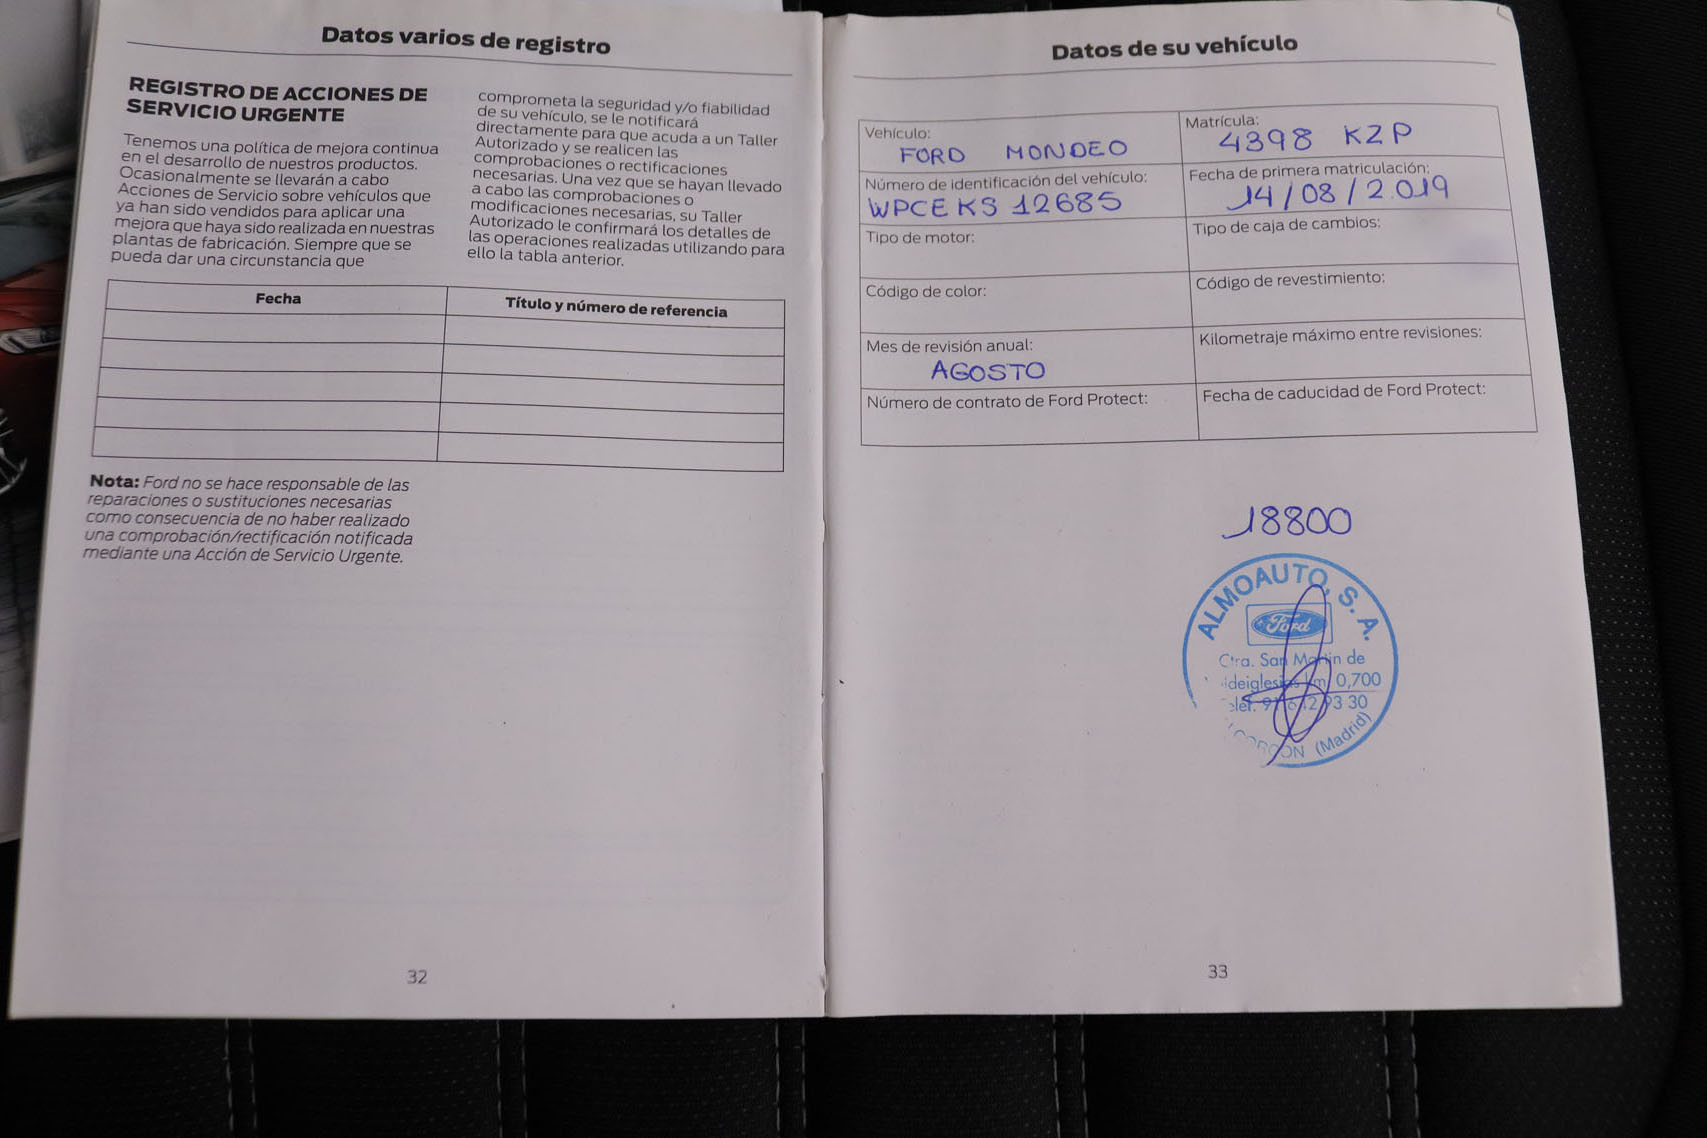 Datos varios de registro
REGISTRO DE ACCIONES DE
SERVICIO URGENTE
Tenemos una política de mejora continua
en el desarrollo de nuestros productos.
Ocasionalmente se llevarán a cabo
Acciones de Servicio sobre vehículos que
ya han sido vendidos para aplicar una
mejora que haya sido realizada en nuestras
plantas de fabricación. Siempre que se
pueda dar una circunstancia que
comprometa la seguridad y/o fiabilidad
de su vehículo, se le notificará
directamente para que acuda a un Taller
Autorizado y se realicen las
comprobaciones o rectificaciones
necesarias. Una vez que se hayan llevado
a cabo las comprobaciones o
modificaciones necesarias, su Taller
Autorizado le confirmará los detalles de
las operaciones realizadas utilizando para
ello la tabla anterior.
Fecha
Título y número de referencia
Nota: Ford no se hace responsable de las
reparaciones o sustituciones necesarias
como consecuencia de no haber realizado
una comprobación/rectificación notificada
mediante una Acción de Servicio Urgente.
32
Datos de su vehículo
Vehículo:
FORD MONDEO
Matrícula:
4398 KZP
Número de identificación del vehículo:
WPCEKS 12685
Fecha de primera matriculación:
14/08/2019
Tipo de motor:
Tipo de caja de cambios:
Código de color:
Código de revestimiento:
Mes de revisión anual:
AGOSTO
Kilometraje máximo entre revisiones:
Número de contrato de Ford Protect:
Fecha de caducidad de Ford Protect:
18800
ALMOAUTO, S. A.
Ford
Ctra. San Martín de
km 0,700
93 30
(Madrid)
33